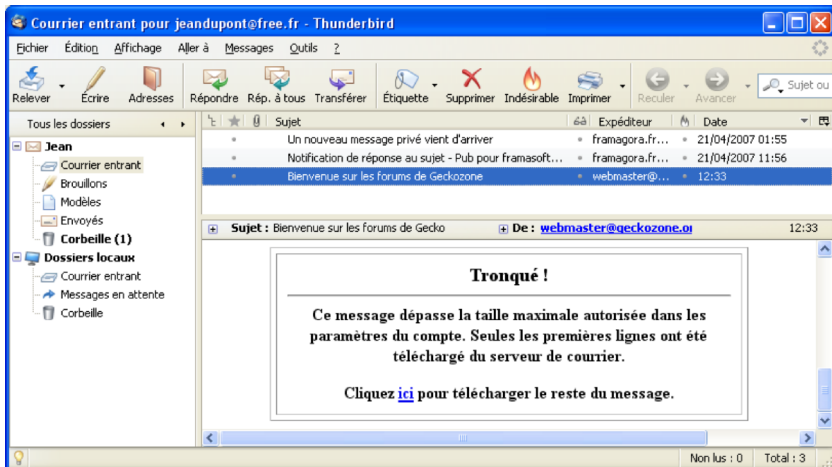 Courrier entrant pour jeandupont@free.fr - Thunderbird
Fichier Édition Affichage Aller à Messages Outils ?
Relever Écrire Adresses Répondre Rép. à tous Transférer Étiquette Supprimer Indésirable Imprimer Reculer Avancer Sujet ou
Tous les dossiers
Sujet Expéditeur Date
Jean
Courrier entrant
Brouillons
Modèles
Envoyés
Corbeille (1)
Dossiers locaux
Courrier entrant
Messages en attente
Corbeille
Un nouveau message privé vient d'arriver framagora.fr... 21/04/2007 01:55
Notification de réponse au sujet - Pub pour framasoft... framagora.fr... 21/04/2007 11:56
Bienvenue sur les forums de Geckozone webmaster@... 12:33
Sujet : Bienvenue sur les forums de Gecko De : webmaster@geckozone.or 12:33
Tronqué !
Ce message dépasse la taille maximale autorisée dans les
paramètres du compte. Seules les premières lignes ont été
téléchargé du serveur de courrier.
Cliquez ici pour télécharger le reste du message.
Non lus : 0 Total : 3